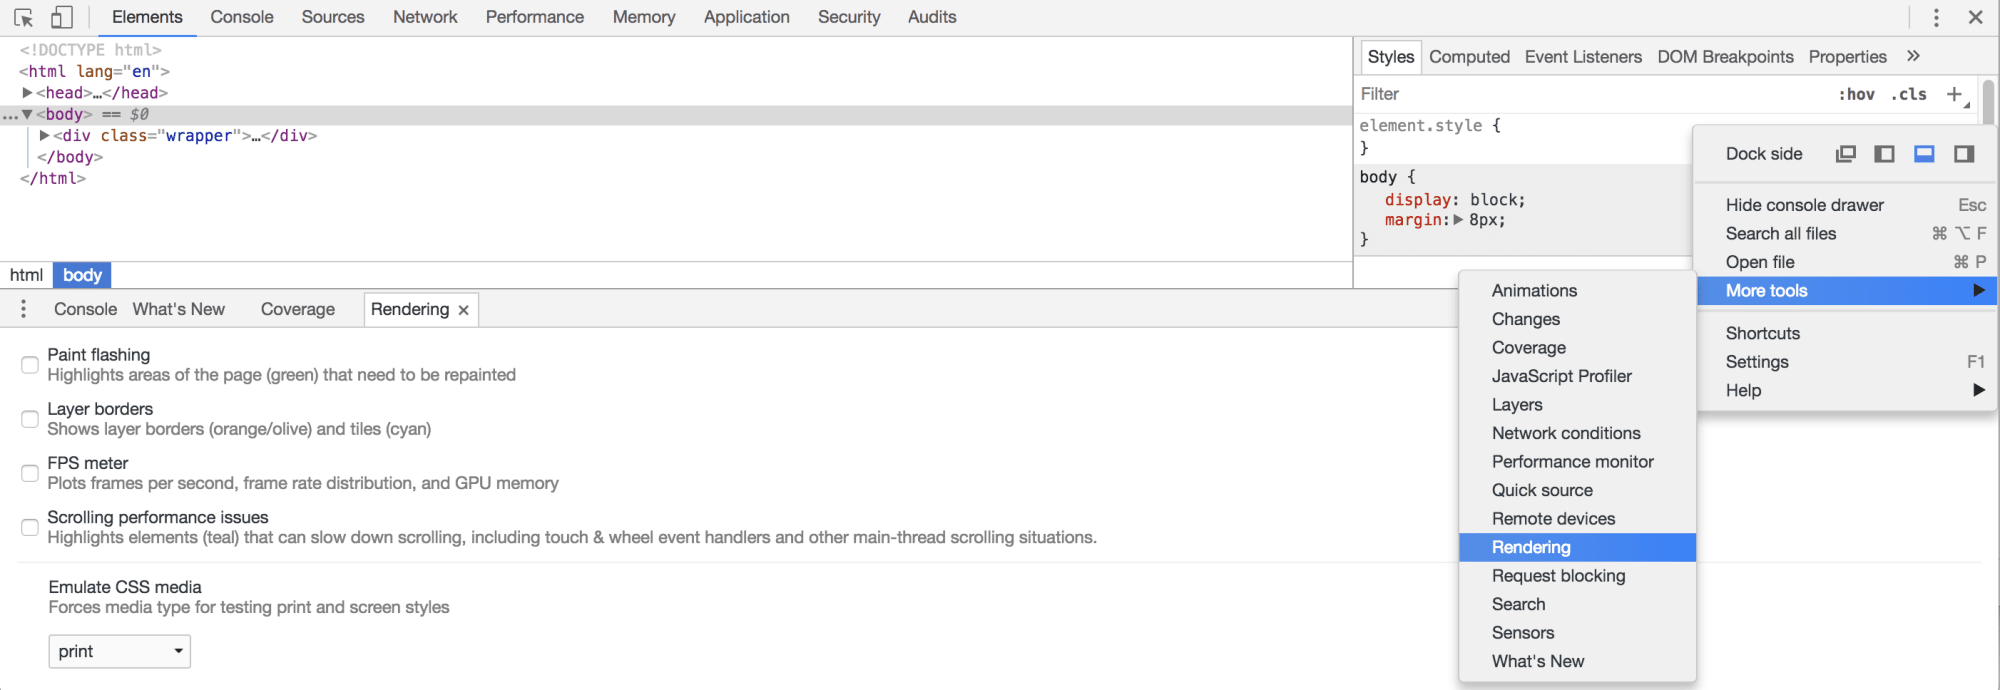 Elements Console Sources Network Performance Memory Application Security Audits
<!DOCTYPE html>
<html lang="en">
<head>…</head>
…<body> == $0
<div class="wrapper">…</div>
</body>
</html>
html body
Styles Computed Event Listeners DOM Breakpoints Properties »
Filter :hov .cls +
element.style {
}
body {
display: block;
margin: 8px;
}
Dock side
Hide console drawer Esc
Search all files ⌘ ⌥ F
Open file ⌘ P
More tools
Shortcuts
Settings F1
Help
Animations
Changes
Coverage
JavaScript Profiler
Layers
Network conditions
Performance monitor
Quick source
Remote devices
Rendering
Request blocking
Search
Sensors
What's New
Console What's New Coverage Rendering ×
Paint flashing
Highlights areas of the page (green) that need to be repainted
Layer borders
Shows layer borders (orange/olive) and tiles (cyan)
FPS meter
Plots frames per second, frame rate distribution, and GPU memory
Scrolling performance issues
Highlights elements (teal) that can slow down scrolling, including touch & wheel event handlers and other main-thread scrolling situations.
Emulate CSS media
Forces media type for testing print and screen styles
print